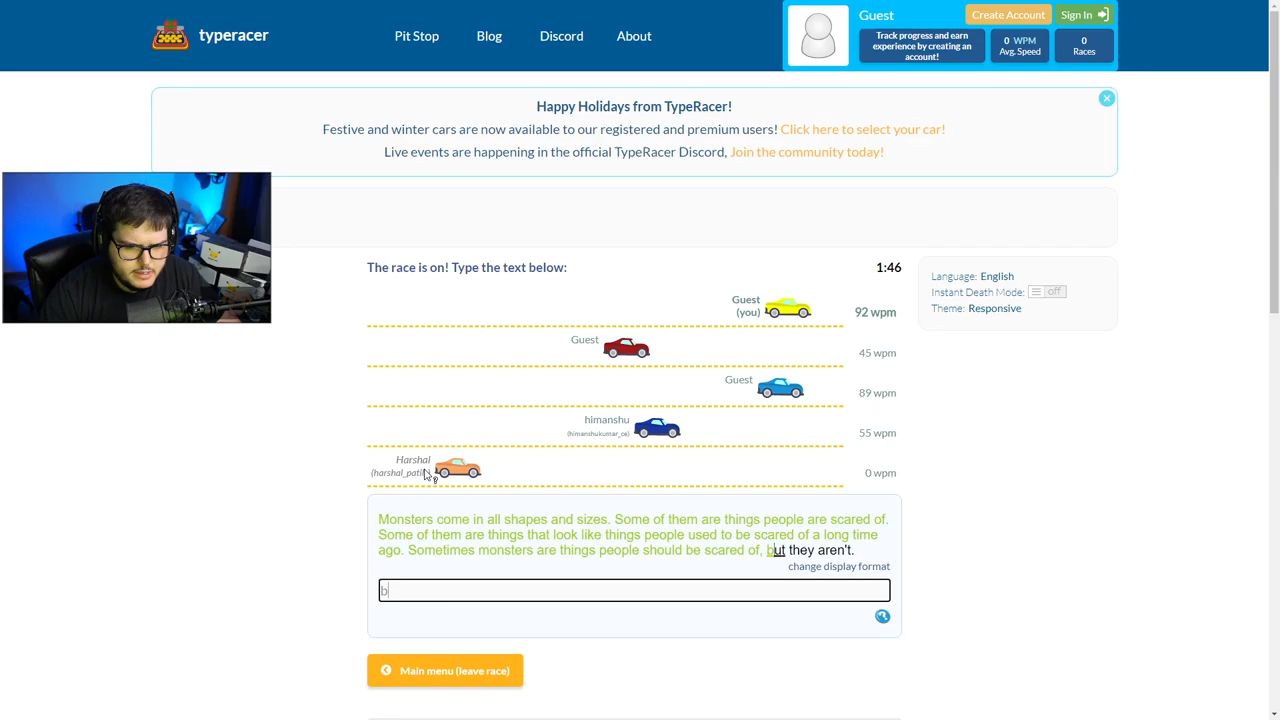 typeracer
Pit Stop
Blog
Discord
About
Guest
Create Account
Sign In
Track progress and earn
experience by creating an
account!
0 WPM
Avg. Speed
0
Races
Happy Holidays from TypeRacer!
Festive and winter cars are now available to our registered and premium users! Click here to select your car!
Live events are happening in the official TypeRacer Discord, Join the community today!
The race is on! Type the text below:
1:46
Language: English
Instant Death Mode: off
Theme: Responsive
Guest
(you)
92 wpm
Guest
45 wpm
Guest
89 wpm
himanshu
(himanshukumar_oe)
55 wpm
Harshal
0 wpm
Monsters come in all shapes and sizes. Some of them are things people are scared of.
Some of them are things that look like things people used to be scared of a long time
ago. Sometimes monsters are things people should be scared of, but they aren't.
change display format
b
Main menu (leave race)